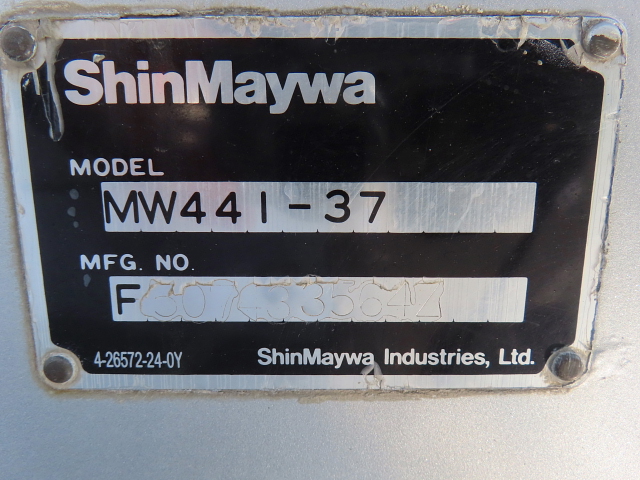 ShinMaywa
MODEL
MW441-37
MFG. NO.
F
4-26572-24-0Y
ShinMaywa Industries, Ltd.